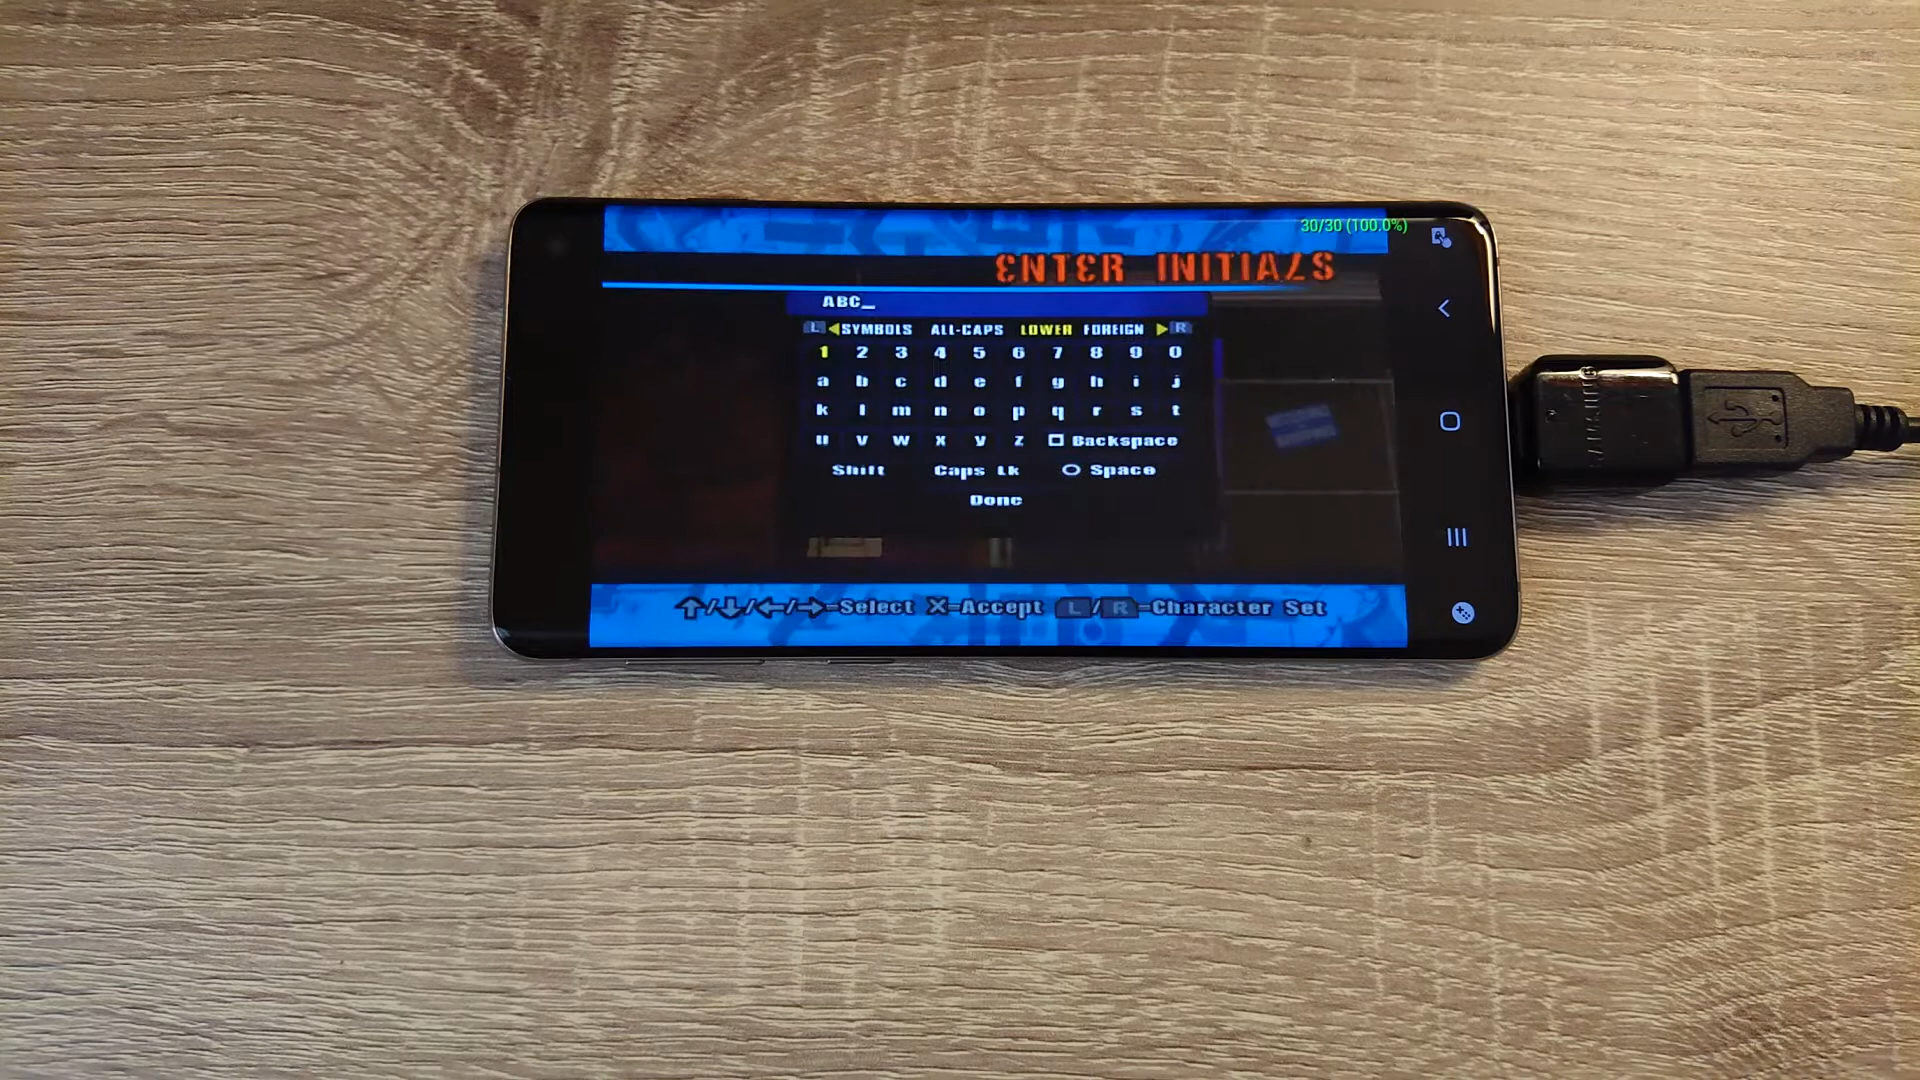 30/30 (100.0%)
ENTER INITIALS
ABC_
L SYMBOLS ALL-CAPS LOWER FOREIGN R
1 2 3 4 5 6 7 8 9 0
a b c d e f g h i j
k l m n o p q r s t
u v w x y z Backspace
Shift Caps Lk Space
Done
↑/↓/←/→-Select X-Accept L/R-Character Set